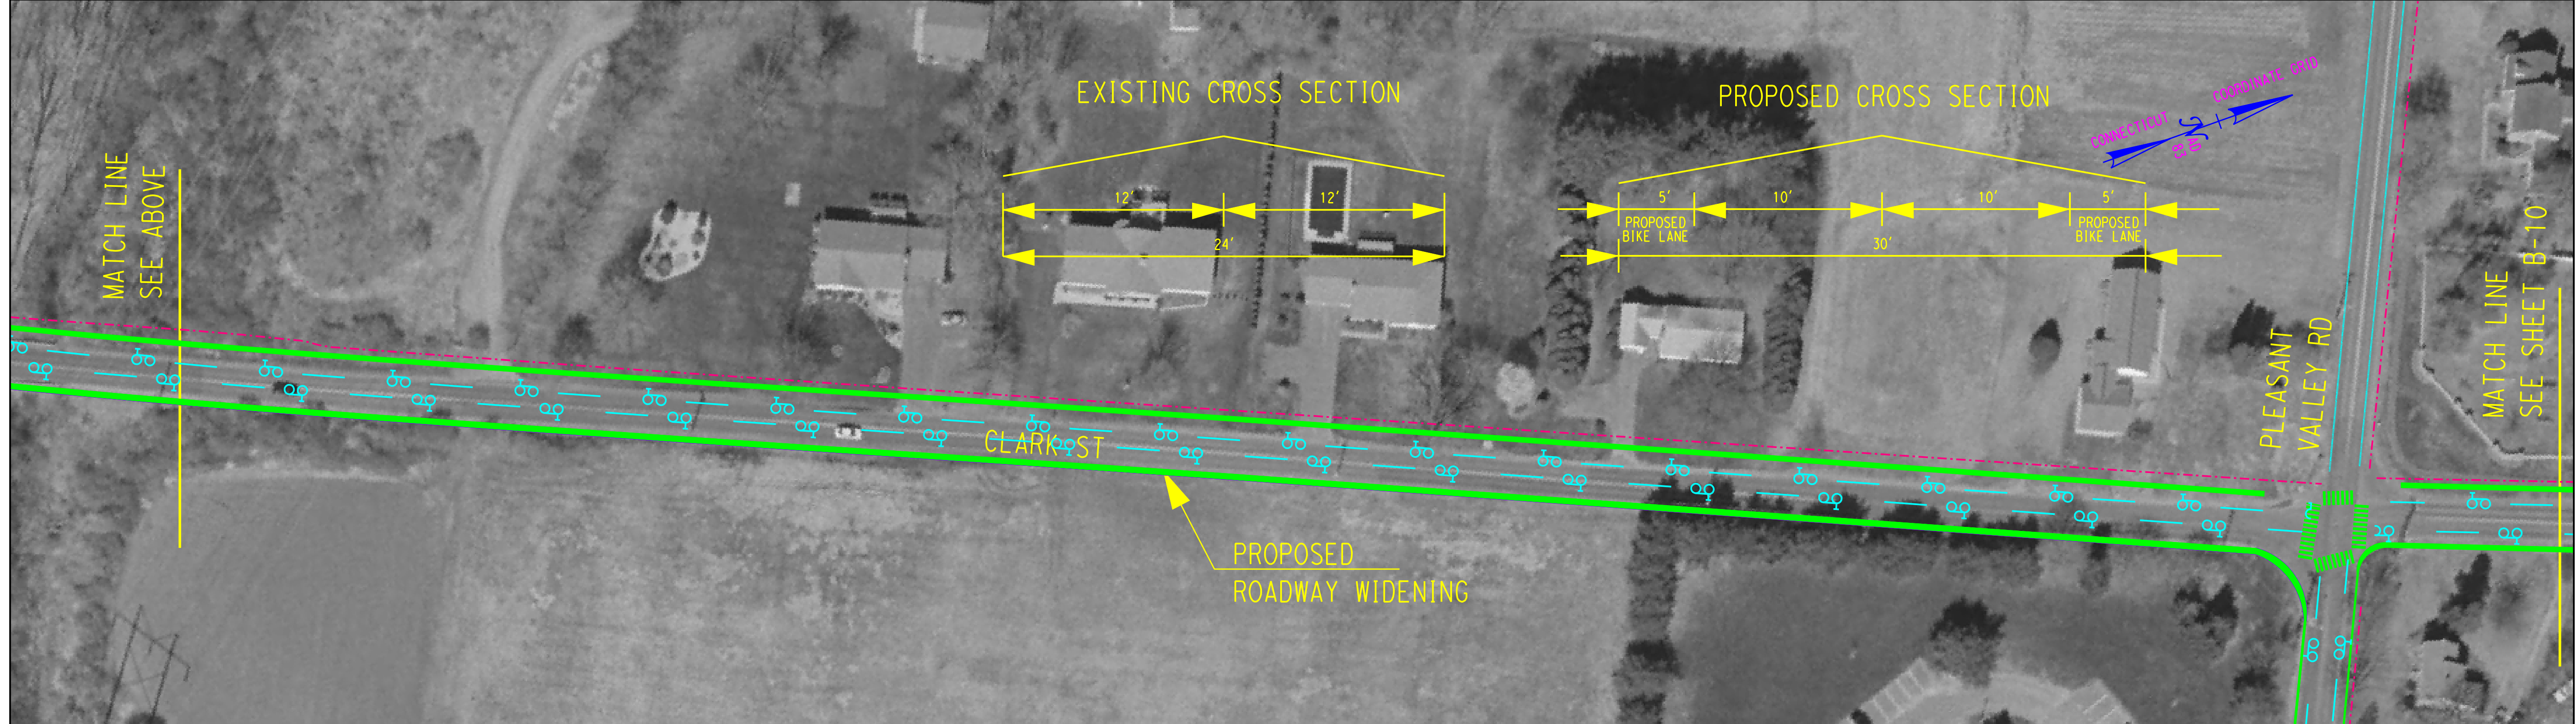 MATCH LINE
SEE ABOVE
EXISTING CROSS SECTION
12' 12'
24'
PROPOSED CROSS SECTION
5' 10' 10' 5'
PROPOSED
BIKE LANE
PROPOSED
BIKE LANE
30'
CONNECTICUT COORDINATE GRID
N
AD
83
CLARK ST
PROPOSED
ROADWAY WIDENING
PLEASANT
VALLEY RD
MATCH LINE
SEE SHEET B-10